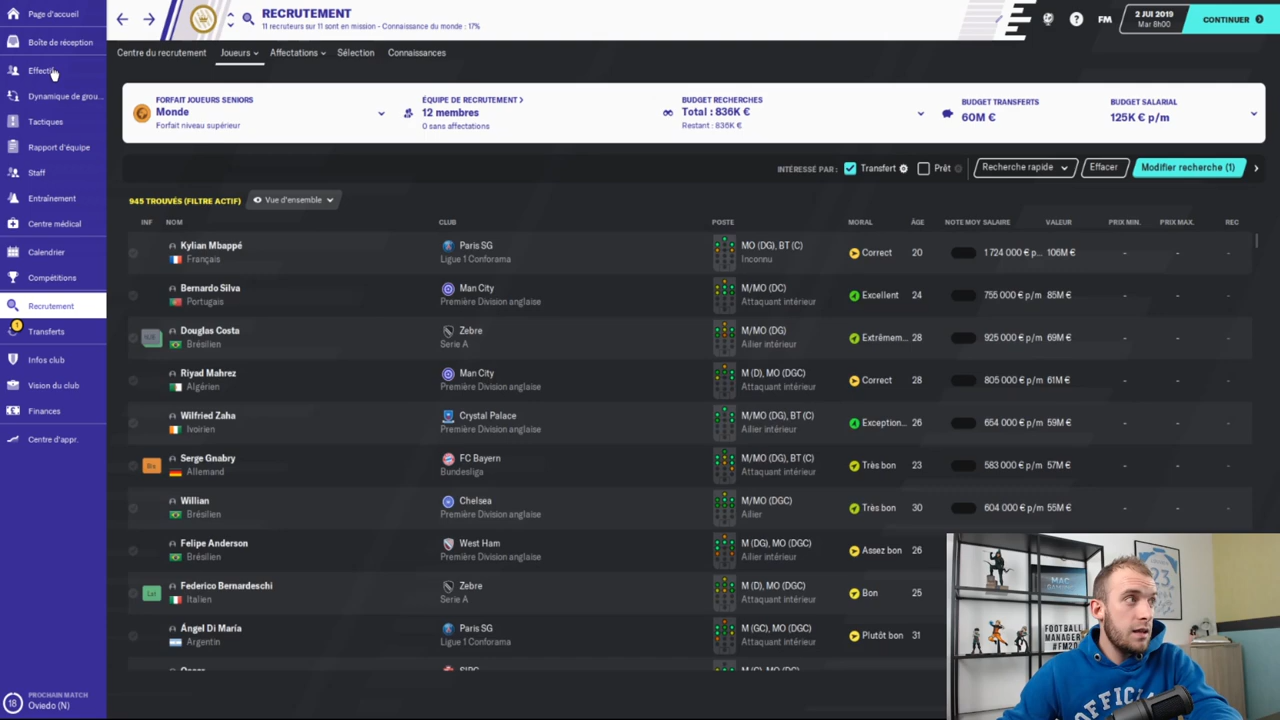 Page d'accueil
Boîte de réception
Effectif
Dynamique de grou...
Tactiques
Rapport d'équipe
Staff
Entraînement
Centre médical
Calendrier
Compétitions
Recrutement
1
Transferts
Infos club
Vision du club
Finances
Centre d'appr.
18
PROCHAIN MATCH
Oviedo (N)
RECRUTEMENT
11 recruteurs sur 11 sont en mission - Connaissance du monde : 17%
? FM
2 JUI 2019
Mar 8h00
CONTINUER
Centre du recrutement Joueurs Affectations Sélection Connaissances
FORFAIT JOUEURS SENIORS
Monde
Forfait niveau supérieur
ÉQUIPE DE RECRUTEMENT >
12 membres
0 sans affectations
BUDGET RECHERCHES
Total : 836K €
Restant : 836K €
BUDGET TRANSFERTS
60M €
BUDGET SALARIAL
125K € p/m
INTÉRESSÉ PAR : Transfert Prêt Recherche rapide Effacer Modifier recherche (1)
945 TROUVÉS (FILTRE ACTIF) Vue d'ensemble
INF NOM CLUB POSTE MORAL ÂGE NOTE MOY SALAIRE VALEUR PRIX MIN. PRIX MAX. REC
Kylian Mbappé Paris SG MO (DG), BT (C) Correct 20 1 724 000 € p... 106M € - - -
Français Ligue 1 Conforama Inconnu
Bernardo Silva Man City M/MO (DC) Excellent 24 755 000 € p/m 85M € - - -
Portugais Première Division anglaise Attaquant intérieur
Douglas Costa Zebre M/MO (DG) Extrêmem... 28 925 000 € p/m 69M € - - -
Brésilien Serie A Ailier intérieur
Riyad Mahrez Man City M (D), MO (DGC) Correct 28 805 000 € p/m 61M € - - -
Algérien Première Division anglaise Attaquant intérieur
Wilfried Zaha Crystal Palace M/MO (DG), BT (C) Exception... 26 654 000 € p/m 59M € - - -
Ivoirien Première Division anglaise Ailier intérieur
Serge Gnabry FC Bayern M/MO (DG), BT (C) Très bon 23 583 000 € p/m 57M € - - -
Allemand Bundesliga Attaquant intérieur
Willian Chelsea M/MO (DGC) Très bon 30 604 000 € p/m 55M € - - -
Brésilien Première Division anglaise Ailier
Felipe Anderson West Ham M (DG), MO (DGC) Assez bon 26
Brésilien Première Division anglaise Ailier intérieur
Federico Bernardeschi Zebre M (D), MO (DGC) Bon 25
Italien Serie A Attaquant intérieur
Ángel Di María Paris SG M (GC), MO (DGC) Plutôt bon 31
Argentin Ligue 1 Conforama Attaquant intérieur
MAC
GAMING
23
FOOTBALL
MANAGER
#FM20
OFFICI